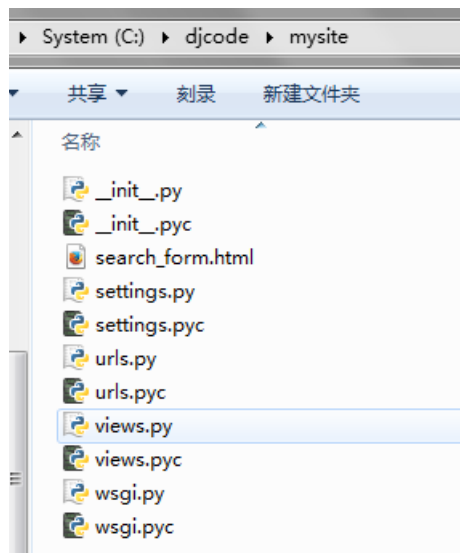 System (C:) djcode mysite
共享 刻录 新建文件夹
名称
__init__.py
__init__.pyc
search_form.html
settings.py
settings.pyc
urls.py
urls.pyc
views.py
views.pyc
wsgi.py
wsgi.pyc